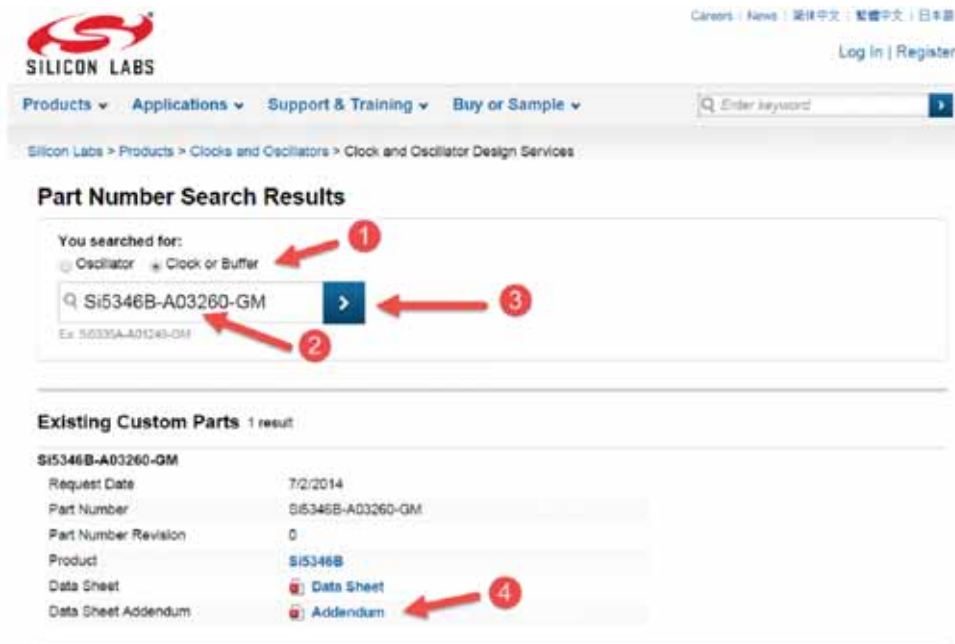 Careers | News | 简体中文 | 繁體中文 | 日本語
SILICON LABS
Log In | Register
Products Applications Support & Training Buy or Sample
Enter keyword
Silicon Labs > Products > Clocks and Oscillators > Clock and Oscillator Design Services
Part Number Search Results
You searched for:
1
Oscillator Clock or Buffer
Si5346B-A03260-GM
3
Ex: Si5335A-A01243-GM
2
Existing Custom Parts 1 result
Si5346B-A03260-GM
Request Date 7/2/2014
Part Number Si5346B-A03260-GM
Part Number Revision 0
Product Si5346B
Data Sheet Data Sheet
4
Data Sheet Addendum Addendum